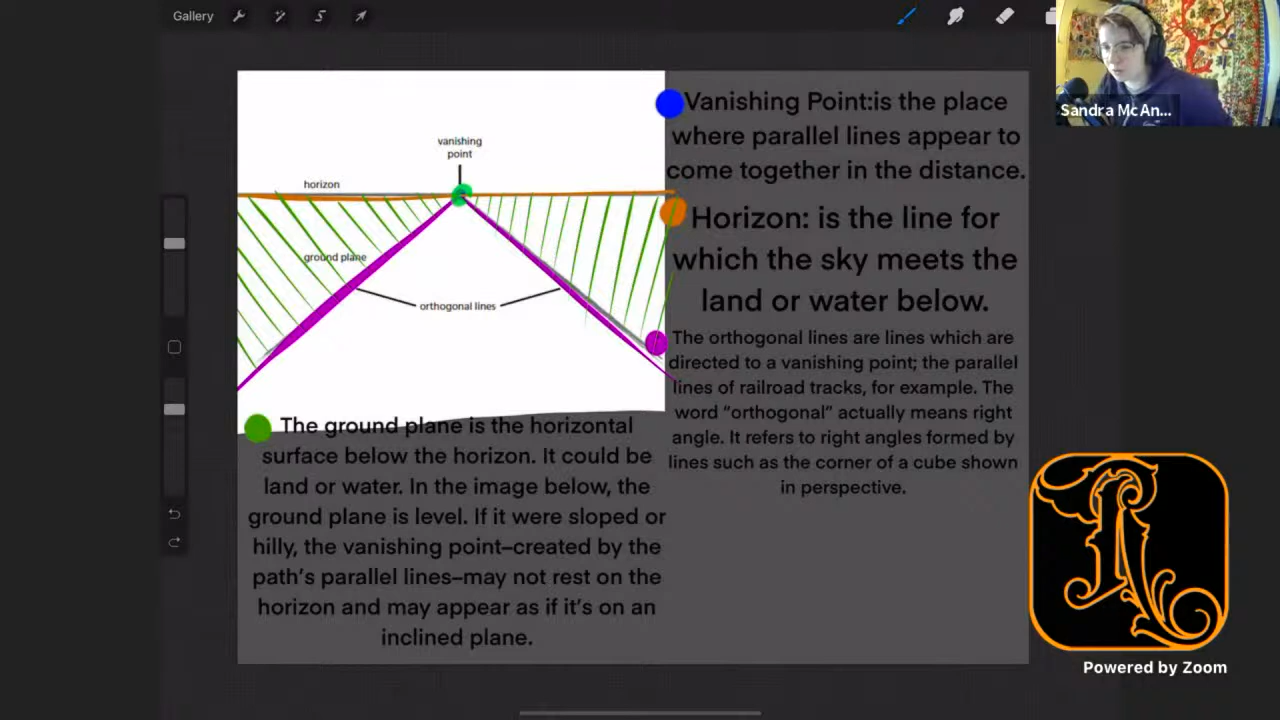 Gallery
vanishing
point
horizon
ground plane
orthogonal lines
Vanishing Point:is the place
where parallel lines appear to
come together in the distance.
Horizon: is the line for
which the sky meets the
land or water below.
The orthogonal lines are lines which are
directed to a vanishing point; the parallel
lines of railroad tracks, for example. The
word “orthogonal” actually means right
angle. It refers to right angles formed by
lines such as the corner of a cube shown
in perspective.
The ground plane is the horizontal
surface below the horizon. It could be
land or water. In the image below, the
ground plane is level. If it were sloped or
hilly, the vanishing point–created by the
path’s parallel lines–may not rest on the
horizon and may appear as if it’s on an
inclined plane.
Sandra McAn...
Powered by Zoom